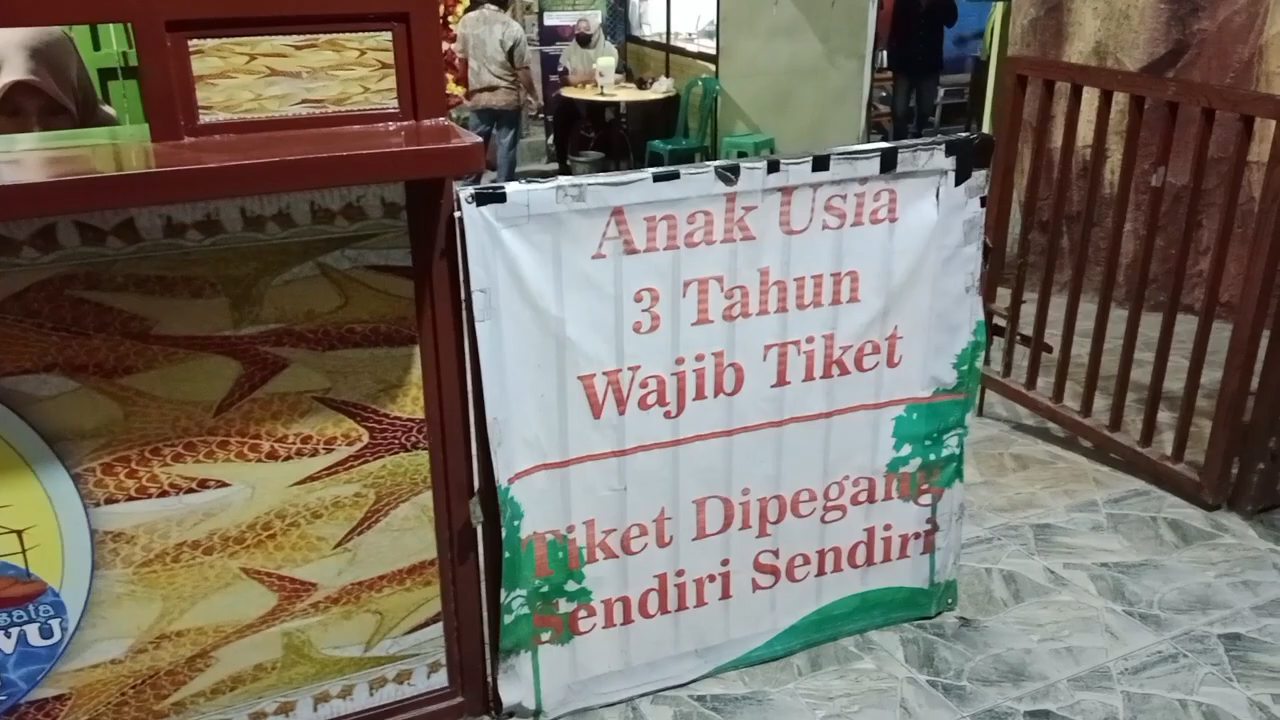 Anak Usia
3 Tahun
Wajib Tiket
Tiket Dipegang
Sendiri Sendiri